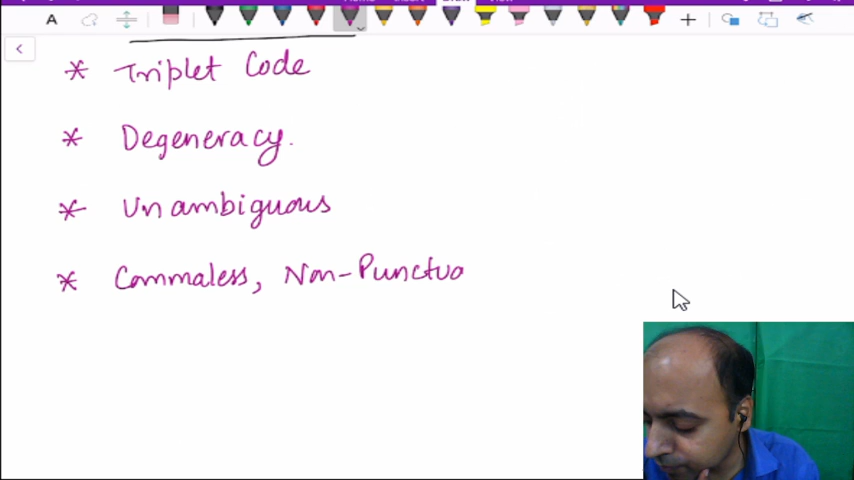 * Triplet Code
* Degeneracy.
* Unambiguous
* Commaless, Non-Punctua